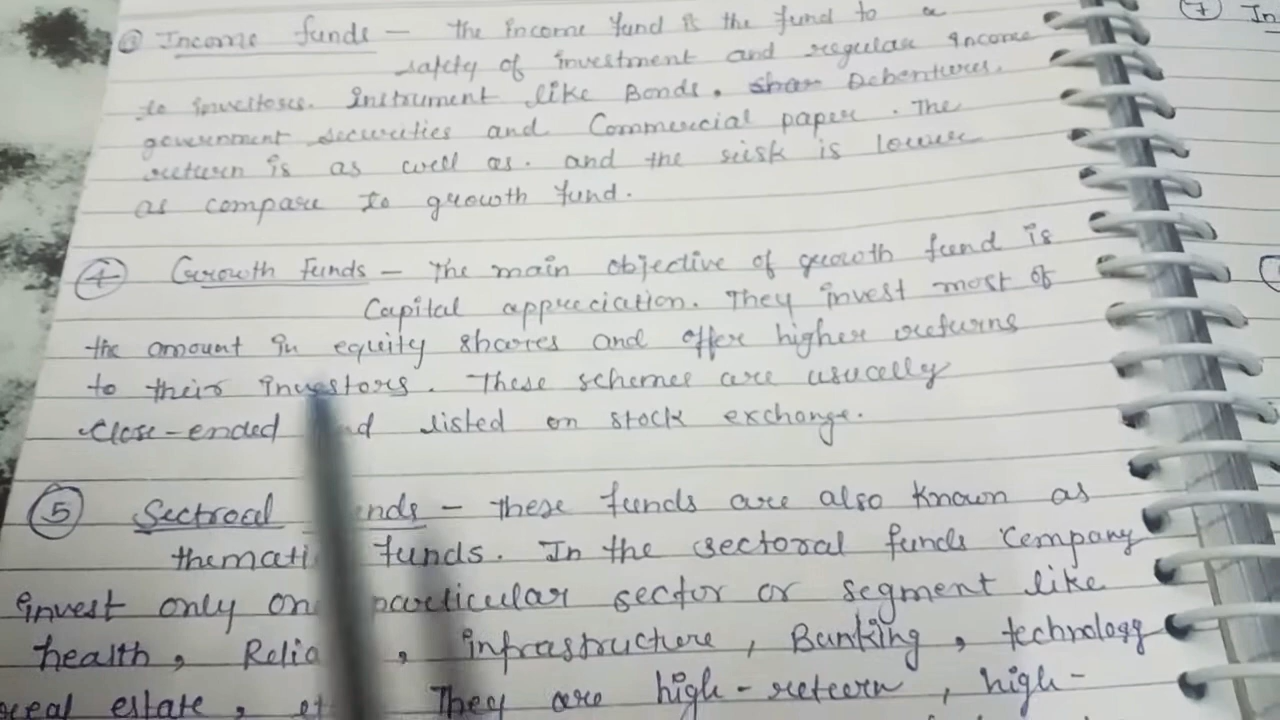 ③ Income funds - The income fund is the fund to a
safety of investment and regular income
to investors. Instrument like Bonds, Debentures.
government securities and Commercial paper. The
return is as well as. and the risk is lower
as compare to growth fund.
④ Growth Funds - The main objective of growth fund is
Capital appreciation. They invest most of
the amount in equity shares and offer higher returns
to their investors. These schemes are usually
Close-ended listed on stock exchange.
⑤ Sectroal - These funds are also known as
funds. In the sectoral funds Company
invest only on particular sector or segment like
health, , infrastructure, Banking, technology
real estate, They are high-return, high-
⑦ In